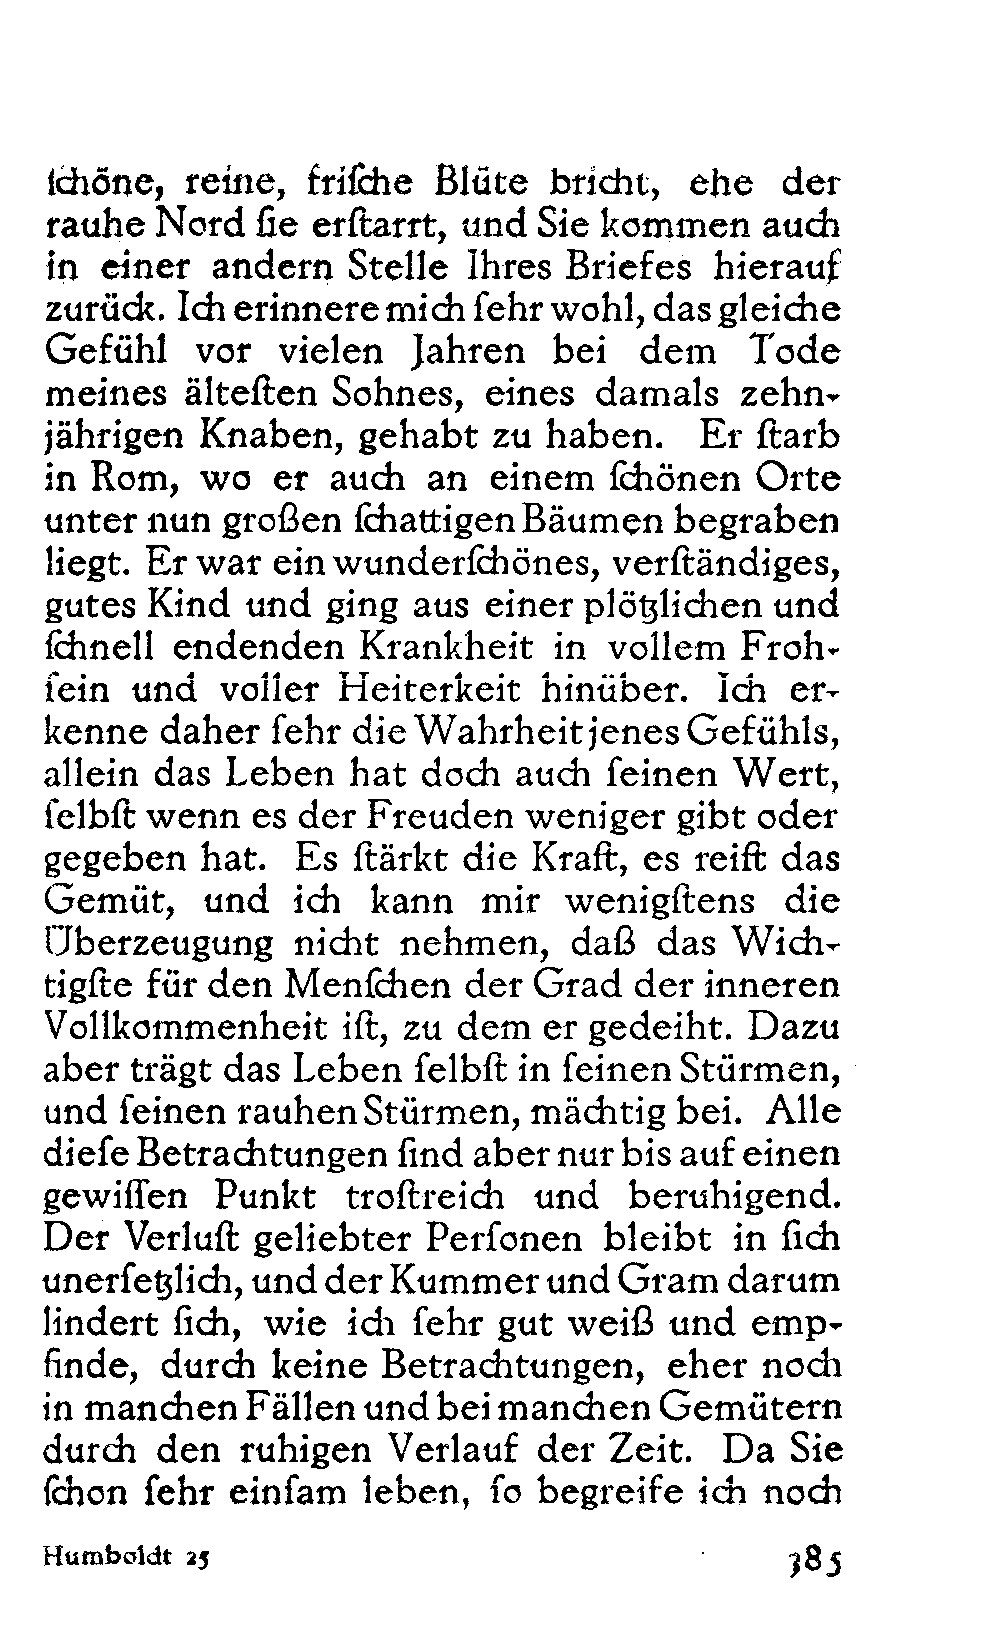 ſchöne, reine, friſche Blüte bricht, ehe der
rauhe Nord ſie erſtarrt, und Sie kommen auch
in einer andern Stelle Ihres Briefes hierauf
zurück. Ich erinnere mich ſehr wohl, das gleiche
Gefühl vor vielen Jahren bei dem Tode
meines älteſten Sohnes, eines damals zehn-
jährigen Knaben, gehabt zu haben. Er ſtarb
in Rom, wo er auch an einem ſchönen Orte
unter nun großen ſchattigen Bäumen begraben
liegt. Er war ein wunderſchönes, verſtändiges,
gutes Kind und ging aus einer plötzlichen und
ſchnell endenden Krankheit in vollem Froh-
ſein und voller Heiterkeit hinüber. Ich er-
kenne daher ſehr die Wahrheit jenes Gefühls,
allein das Leben hat doch auch ſeinen Wert,
ſelbſt wenn es der Freuden weniger gibt oder
gegeben hat. Es ſtärkt die Kraft, es reift das
Gemüt, und ich kann mir wenigſtens die
Überzeugung nicht nehmen, daß das Wich-
tigſte für den Menſchen der Grad der inneren
Vollkommenheit iſt, zu dem er gedeiht. Dazu
aber trägt das Leben ſelbſt in ſeinen Stürmen,
und ſeinen rauhen Stürmen, mächtig bei. Alle
dieſe Betrachtungen ſind aber nur bis auf einen
gewiſſen Punkt troſtreich und beruhigend.
Der Verluſt geliebter Perſonen bleibt in ſich
unerſetzlich, und der Kummer und Gram darum
lindert ſich, wie ich ſehr gut weiß und emp-
finde, durch keine Betrachtungen, eher noch
in manchen Fällen und bei manchen Gemütern
durch den ruhigen Verlauf der Zeit. Da Sie
ſchon ſehr einſam leben, ſo begreife ich noch
Humboldt 25 385